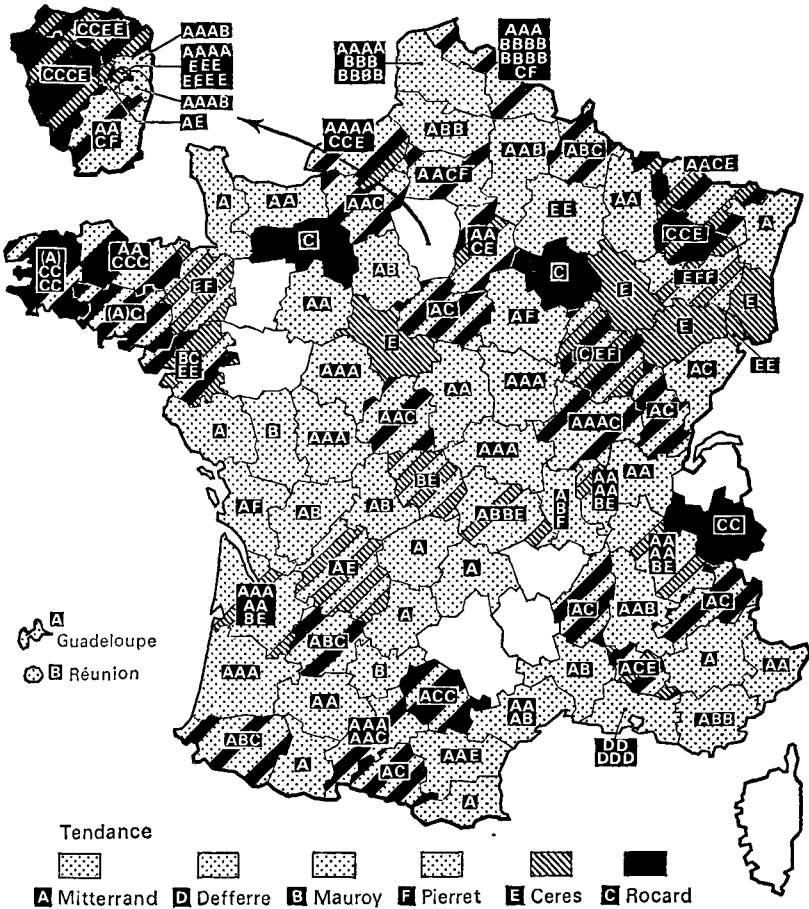 CCEE
AAAB
AAAA
EEE
EEEE
CCCE
AAAB
AE
AA
CF
AAAA
BBB
BBBB
AAA
BBBB
BBBB
CF
AAAA
CCE
ABB
AAB
ABC
AACF
AACE
A
AA
AAC
AA
CE
EE
AA
CCE
A
(A)
CC
CC
AA
CCC
C
AB
C
EFF
EF
E
E
(A)C
AA
AC
AF
E
E
BC
EE
AAA
AA
AAA
(C)EF
AC
EE
A
B
AAA
AAC
AAA
AAAC
AC
AF
AB
AB
BE
ABBE
A
B
F
AA
AA
BE
AA
CC
AE
A
A
AA
AA
BE
AAA
AA
BE
ABC
A
AC
AAB
AC
A
Guadeloupe
B Réunion
AAA
AA
B
ACC
AB
ACE
A
AA
ABC
A
AAA
AAC
AC
AAE
A
AA
AB
DD
DDD
ABB
Tendance
A Mitterrand D Defferre B Mauroy F Pierret E Ceres C Rocard